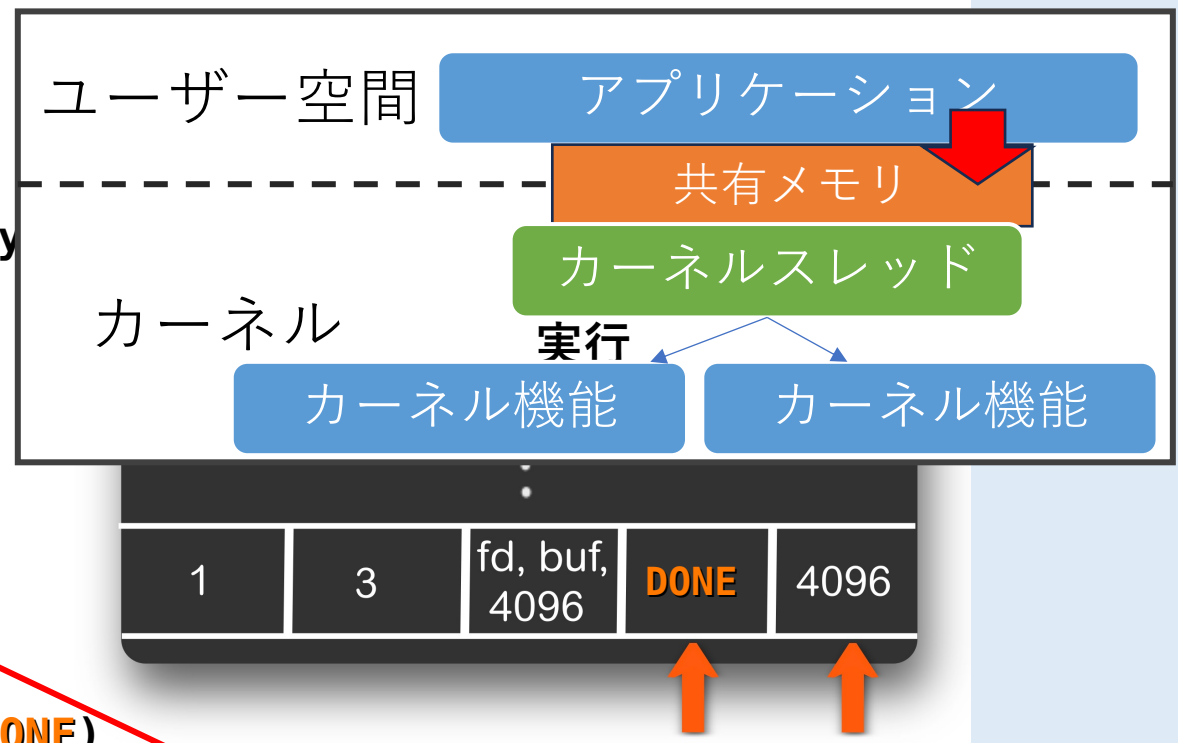 ユーザー空間
アプリケーション
共有メモリ
y
カーネルスレッド
カーネル
実行
カーネル機能
カーネル機能
1
3
fd, buf,
4096
DONE
4096
ONE)